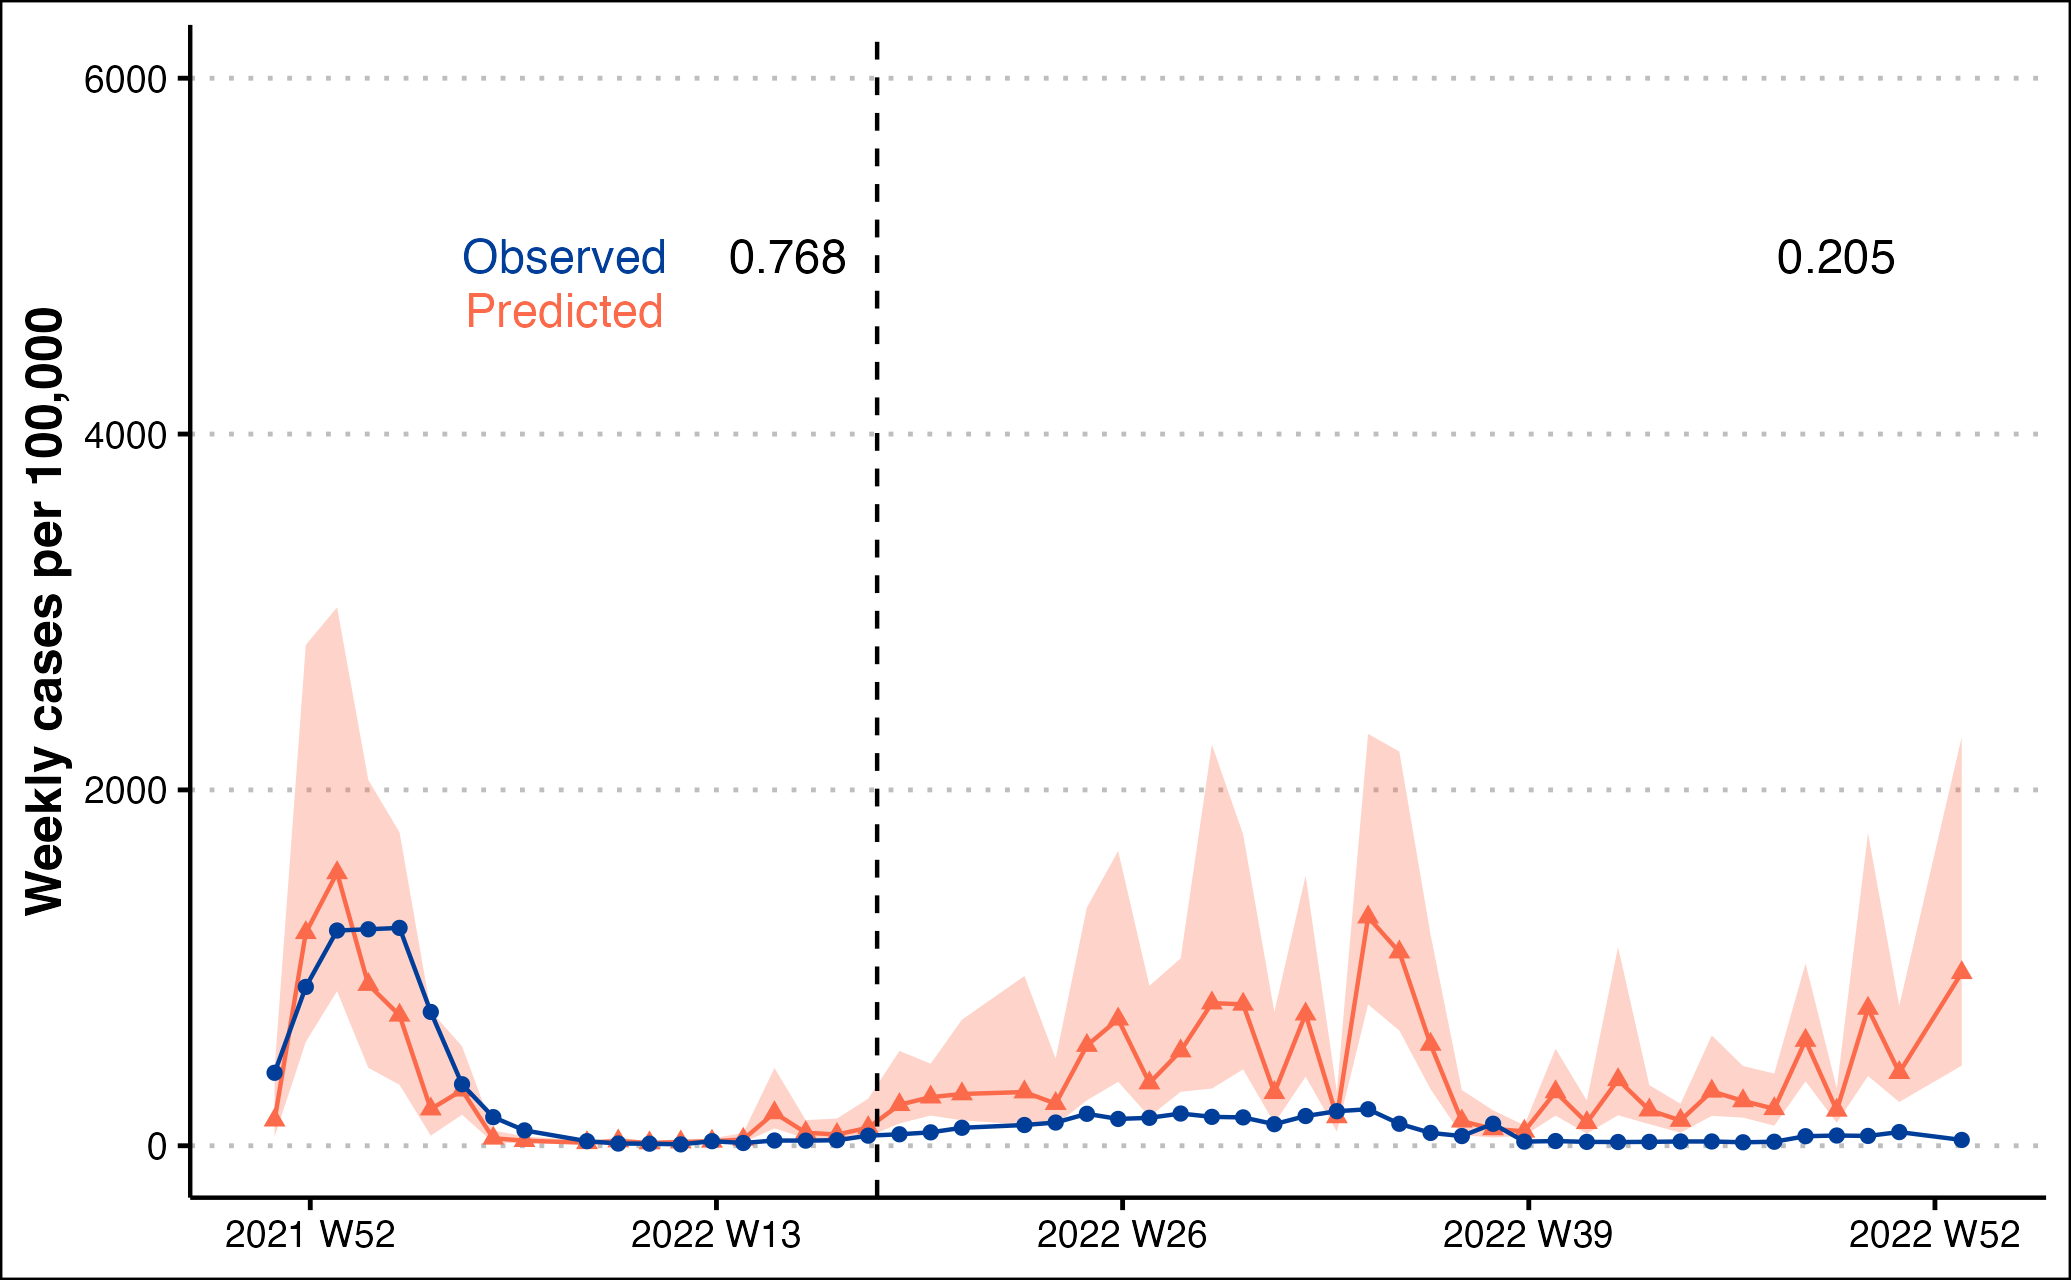 Weekly cases per 100,000
6000
4000
2000
0
Observed 0.768
Predicted
0.205
2021 W52
2022 W13
2022 W26
2022 W39
2022 W52